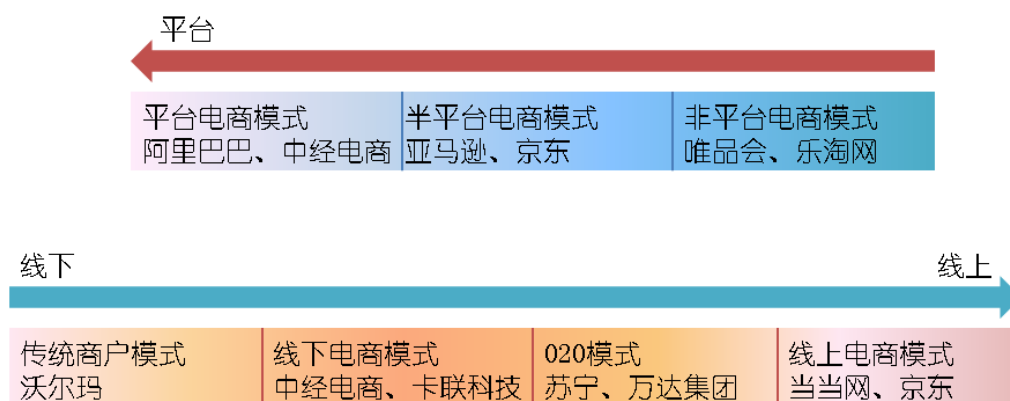 平台
平台电商模式 半平台电商模式 非平台电商模式
阿里巴巴、中经电商 亚马逊、京东 唯品会、乐淘网
线下 线上
传统商户模式 线下电商模式 020模式 线上电商模式
沃尔玛 中经电商、卡联科技 苏宁、万达集团 当当网、京东